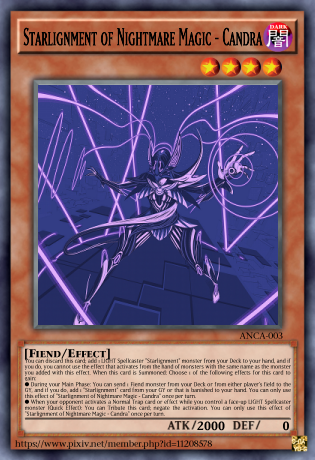 Starlignment of Nightmare Magic - Candra
DARK
闇
ANCA-003
[Fiend/Effect]
You can discard this card; add 1 LIGHT Spellcaster "Starlignment" monster from your Deck to your hand, and if
you do, you cannot use the effect that activates from the hand of monsters with the same name as the monster
you added with this effect. When this card is Summoned: Choose 1 of the following effects for this card to
gain;
● During your Main Phase: You can send 1 Fiend monster from your Deck or from either player's field to the
GY, and if you do, add 1 "Starlignment" card from your GY or that is banished to your hand. You can only use
this effect of "Starlignment of Nightmare Magic - Candra" once per turn.
● When your opponent activates a Normal Trap card or effect while you control a face-up LIGHT Spellcaster
monster (Quick Effect): You can Tribute this card; negate the activation. You can only use this effect of
"Starlignment of Nightmare Magic - Candra" once per turn.
ATK/2000 DEF/ 0
https://www.pixiv.net/member.php?id=11208578